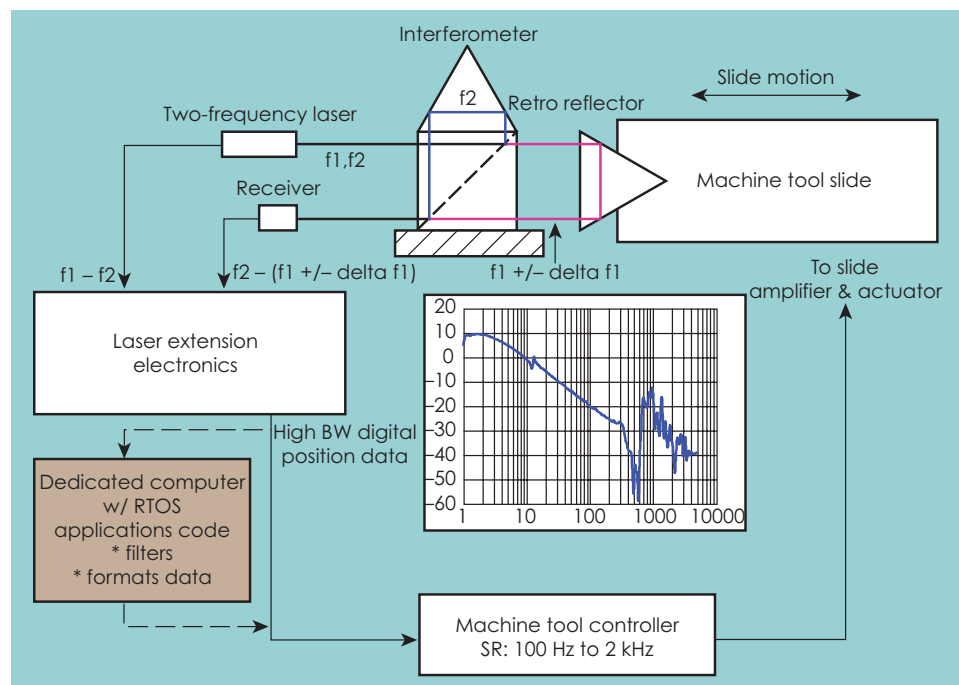 Interferometer
Slide motion
f2
Retro reflector
Two-frequency laser
f1,f2
Receiver
Machine tool slide
f1 – f2
f2 – (f1 +/– delta f1)
f1 +/– delta f1
To slide
amplifier & actuator
Laser extension
electronics
20
10
0
–10
–20
–30
–40
–50
–60
1
10
100
1000
10000
High BW digital
position data
Dedicated computer
w/ RTOS
applications code
* filters
* formats data
Machine tool controller
SR: 100 Hz to 2 kHz